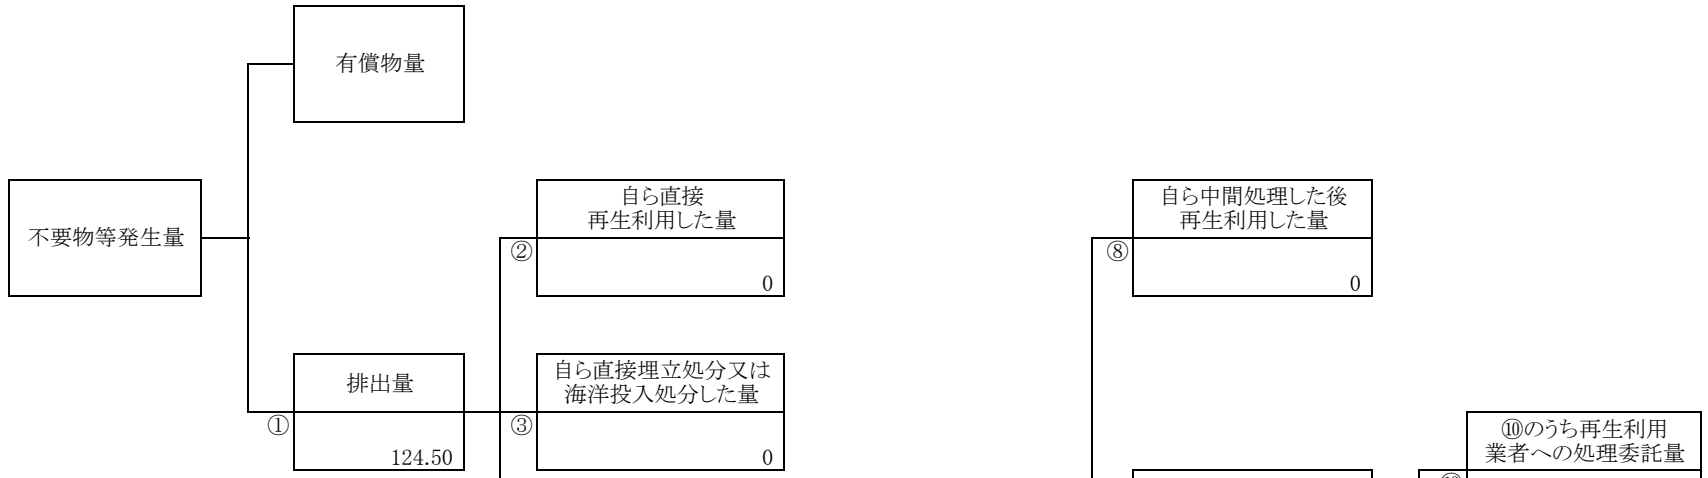 有償物量
不要物等発生量
自ら直接
再生利用した量
②
0
自ら中間処理した後
再生利用した量
⑧
0
排出量
①
124.50
自ら直接埋立処分又は
海洋投入処分した量
③
0
⑩のうち再生利用
業者への処理委託量